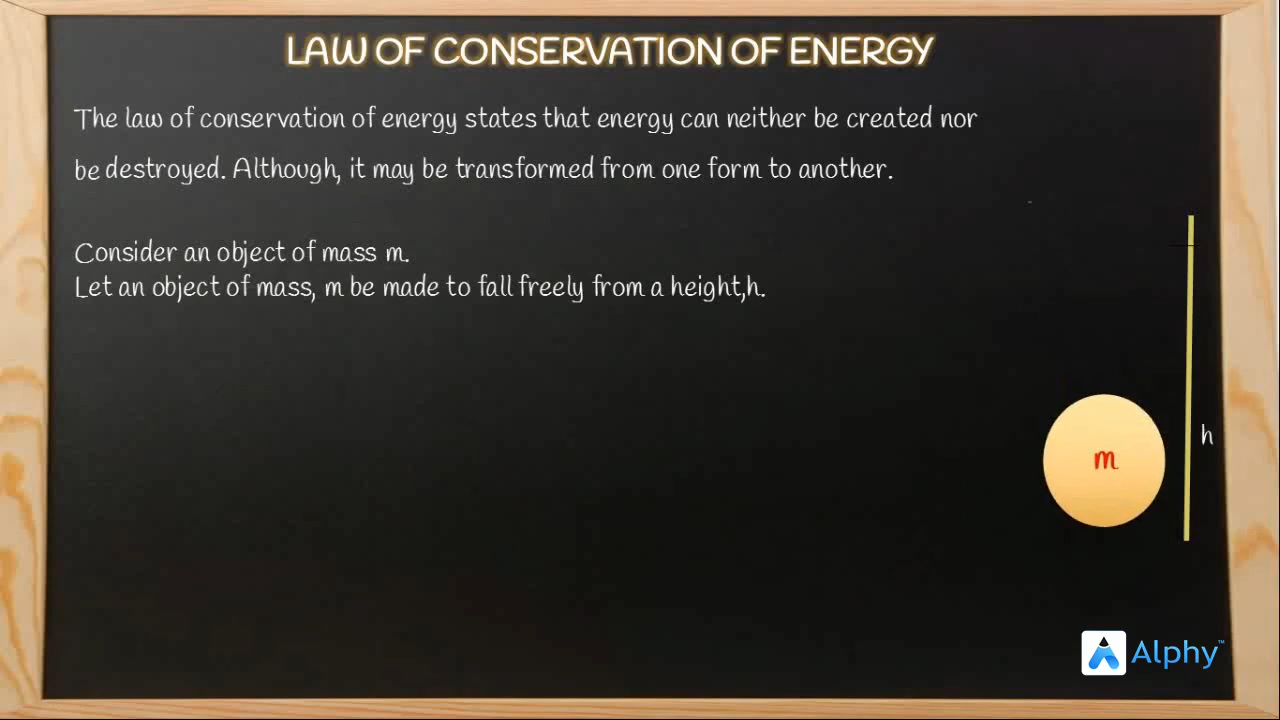 LAW OF CONSERVATION OF ENERGY
The law of conservation of energy states that energy can neither be created nor
be destroyed. Although, it may be transformed from one form to another.
Consider an object of mass m.
Let an object of mass, m be made to fall freely from a height,h.
h
m
Alphy™